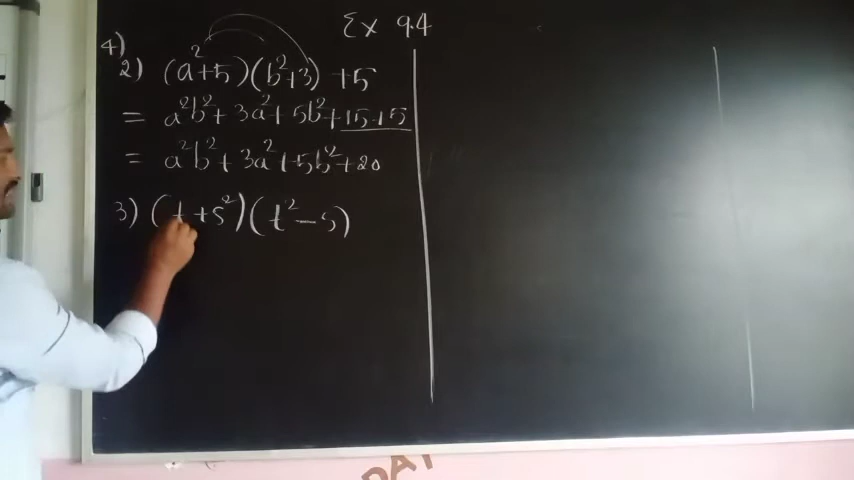 Ex 9.4
4)
2) (a²+5)(b²+3) +5
= a²b² + 3a² + 5b² + 15+5
= a²b² + 3a² + 5b² + 20
3) (t+s²)(t²-s)
DAY